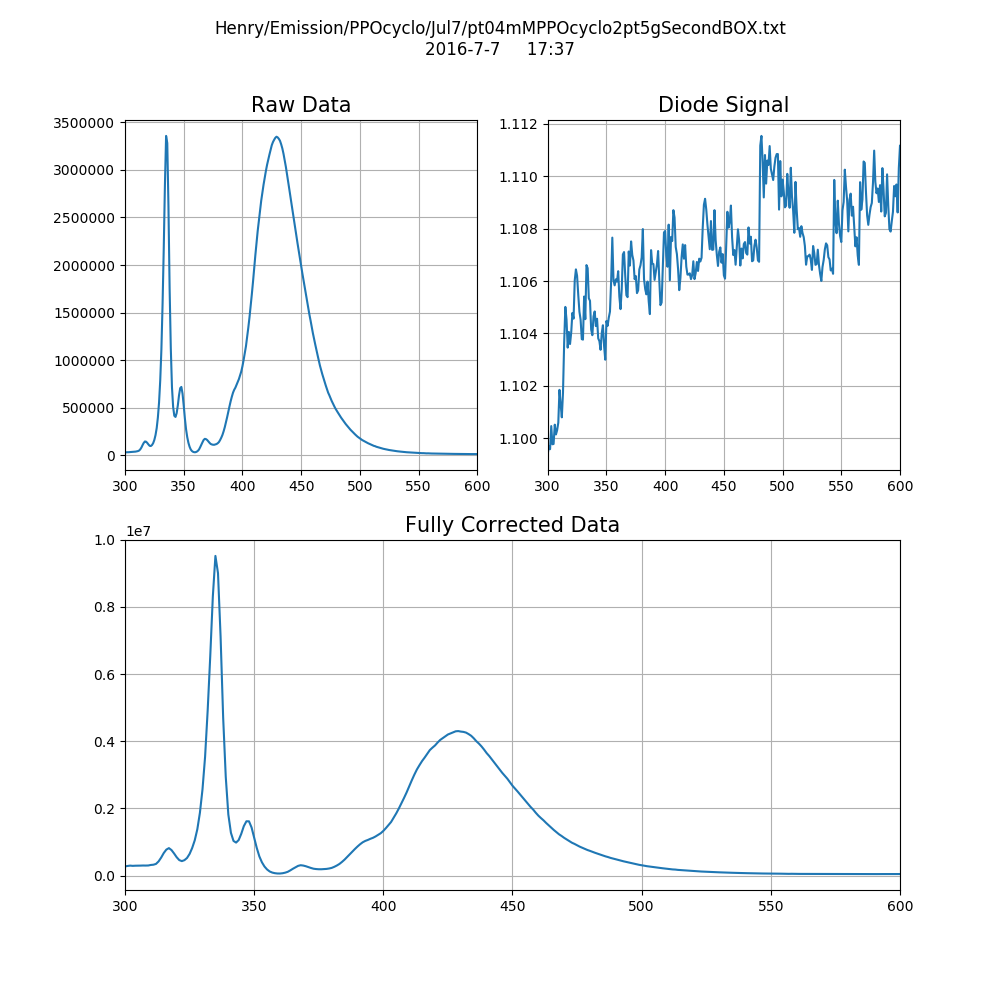 Henry/Emission/PPOcyclo/Jul7/pt04mMPPOcyclo2pt5gSecondBOX.txt
2016-7-7 17:37
Raw Data
3500000
3000000
2500000
2000000
1500000
1000000
500000
0
300 350 400 450 500 550 600
Diode Signal
1.112
1.110
1.108
1.106
1.104
1.102
1.100
300 350 400 450 500 550 600
Fully Corrected Data
1e7
1.0
0.8
0.6
0.4
0.2
0.0
300 350 400 450 500 550 600